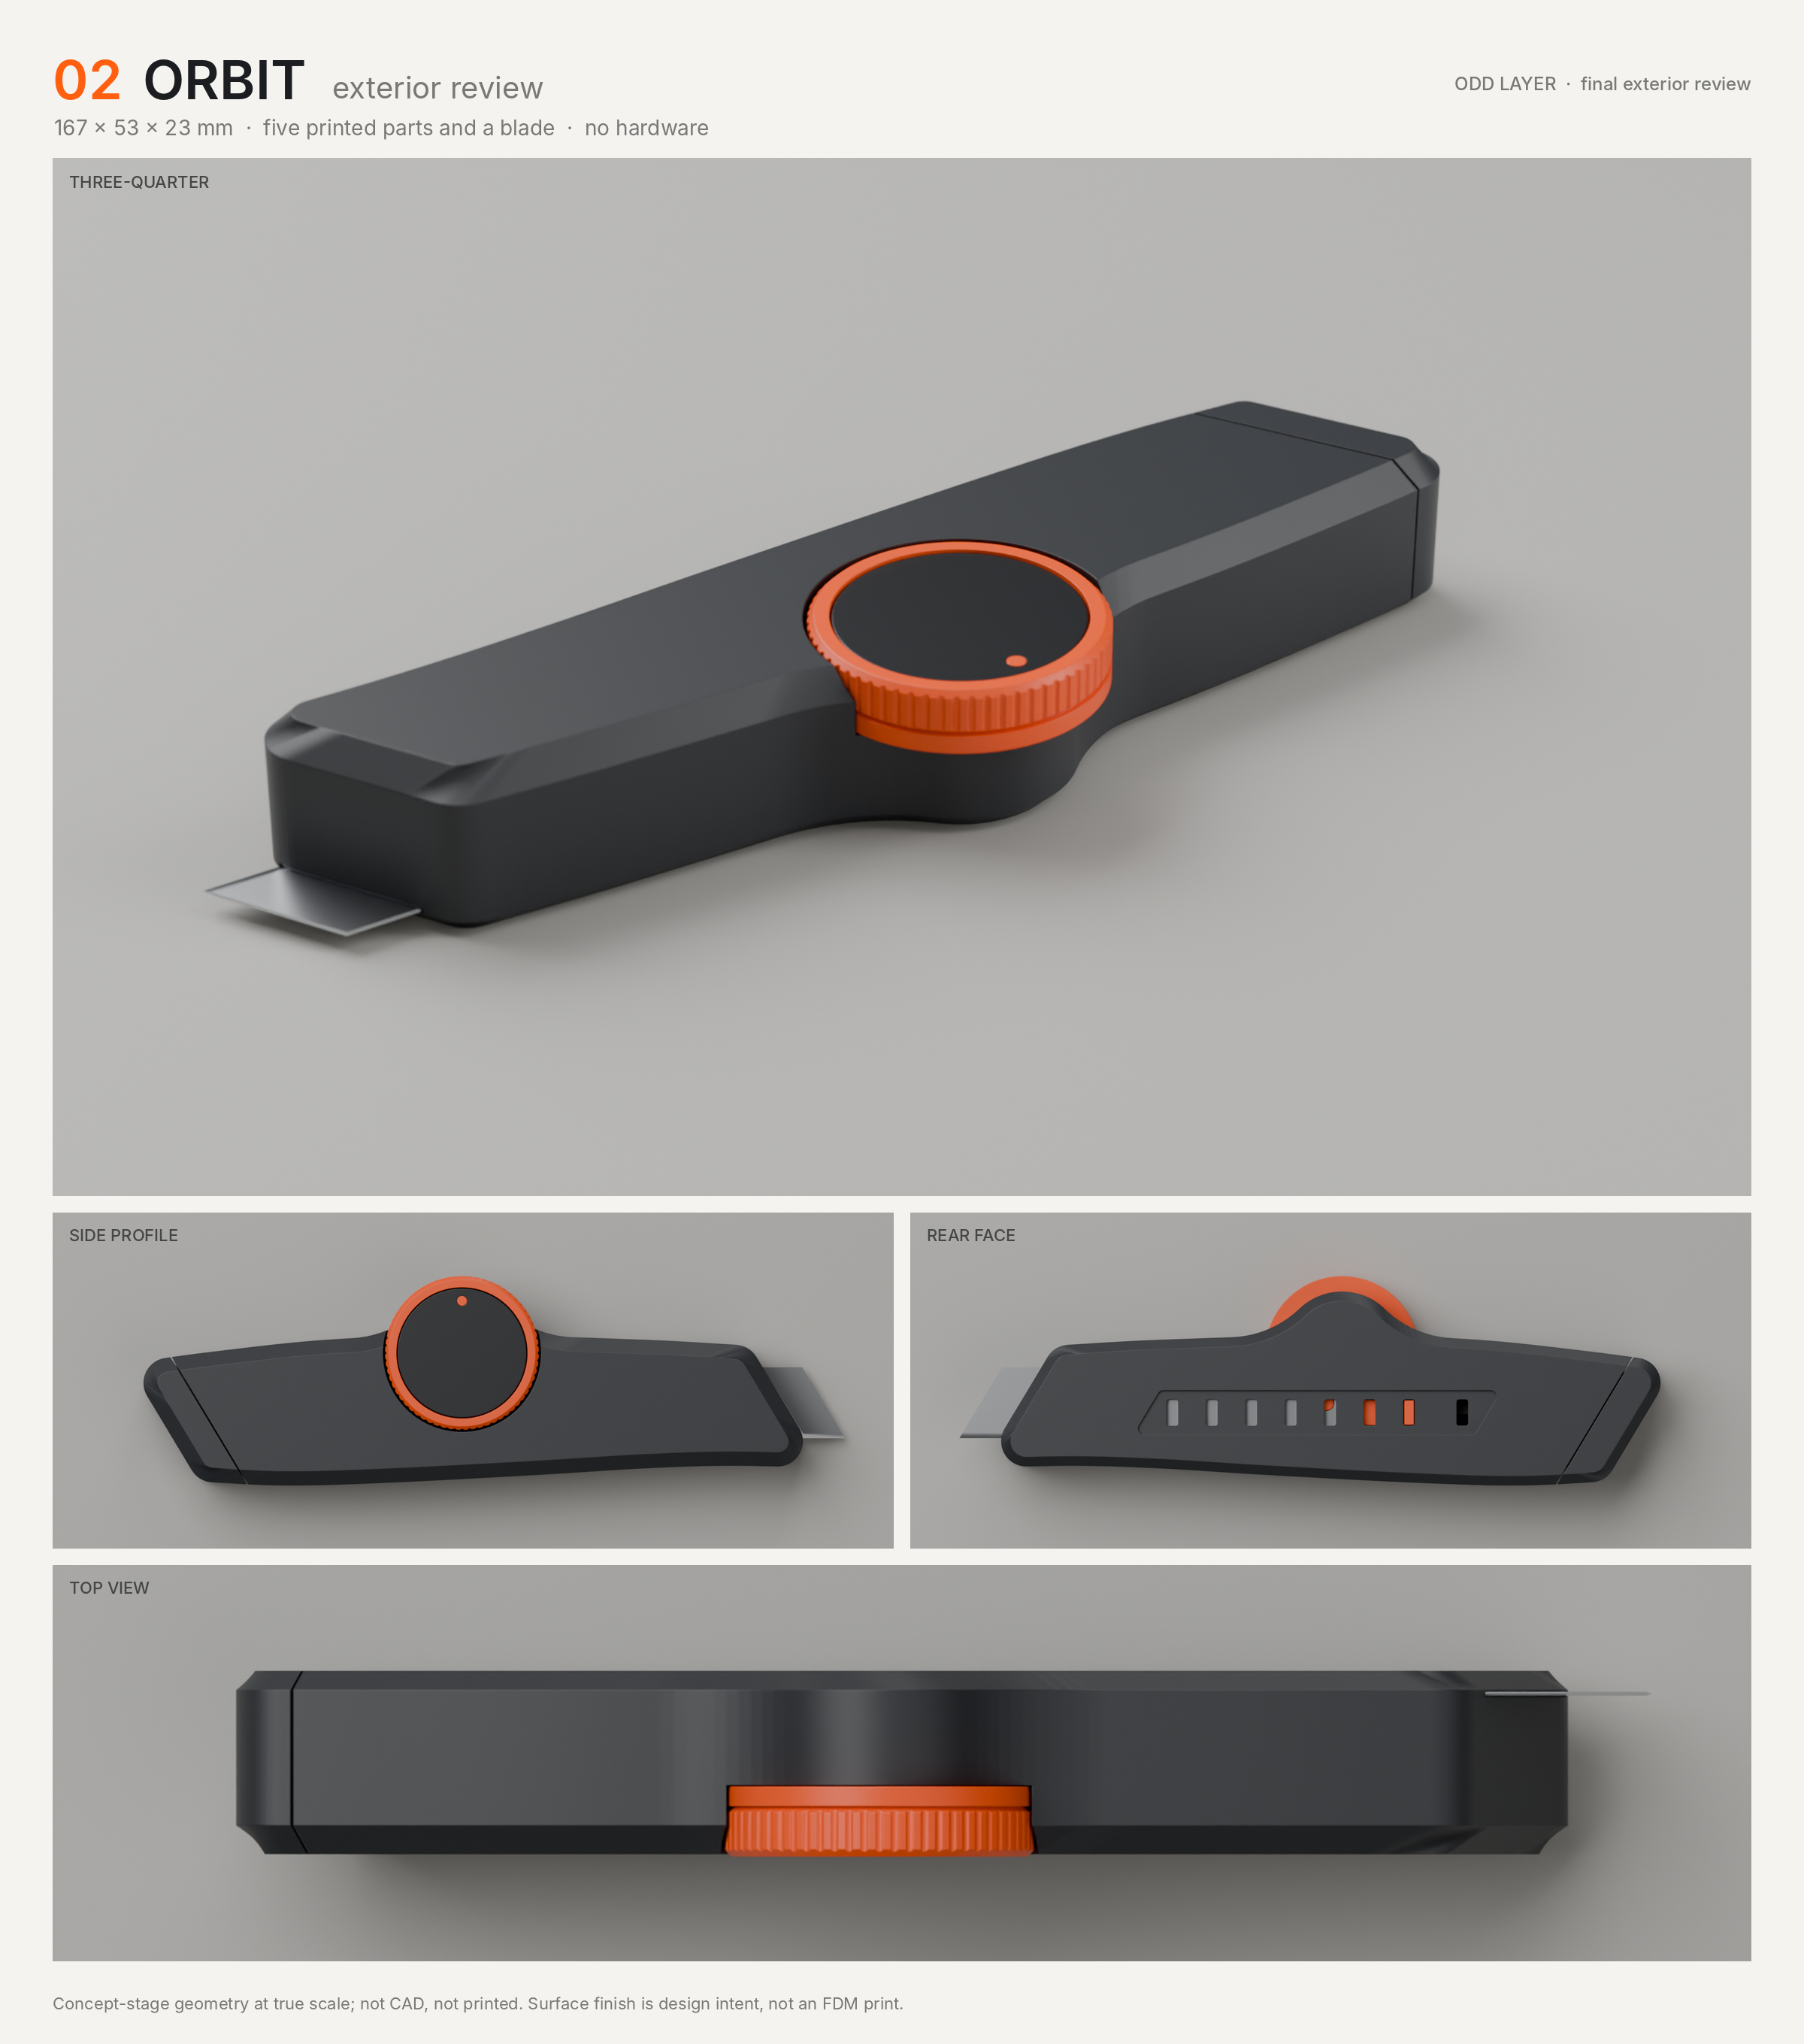 02 ORBIT exterior review
ODD LAYER · final exterior review
167 × 53 × 23 mm · five printed parts and a blade · no hardware
THREE-QUARTER
SIDE PROFILE
REAR FACE
TOP VIEW
Concept-stage geometry at true scale; not CAD, not printed. Surface finish is design intent, not an FDM print.